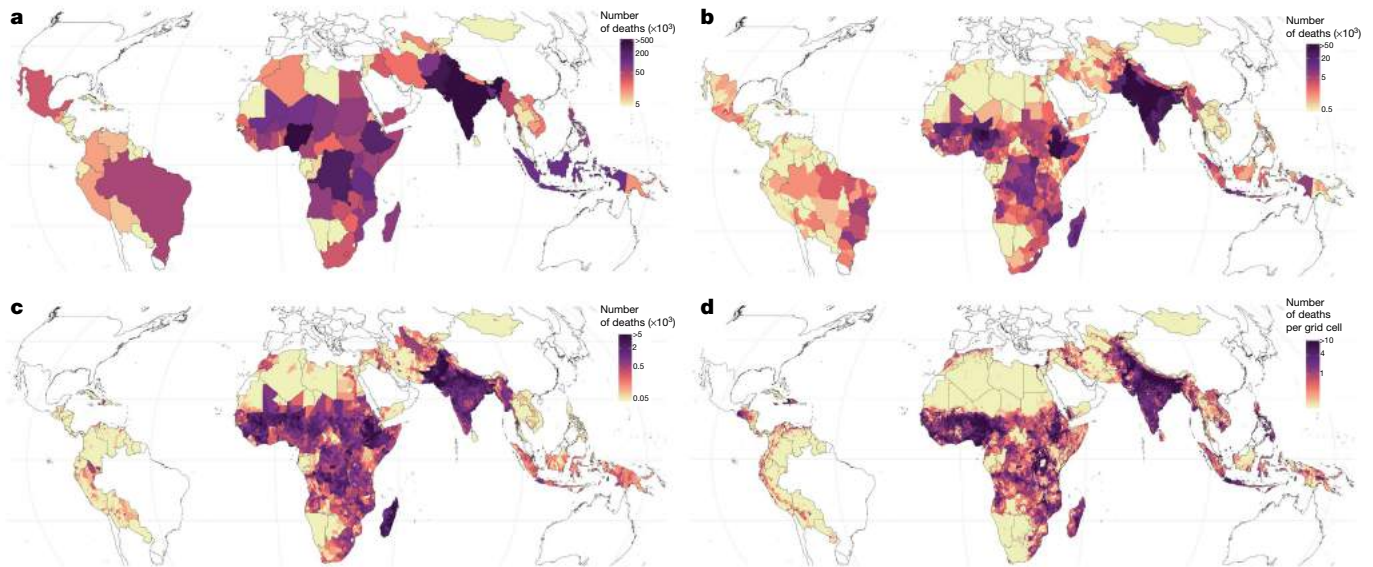 a
Number
of deaths (×10³)
>500
200
50
5
b
Number
of deaths (×10³)
>50
20
5
0.5
c
Number
of deaths (×10³)
>5
2
0.5
0.05
d
Number
of deaths
per grid cell
>10
4
1